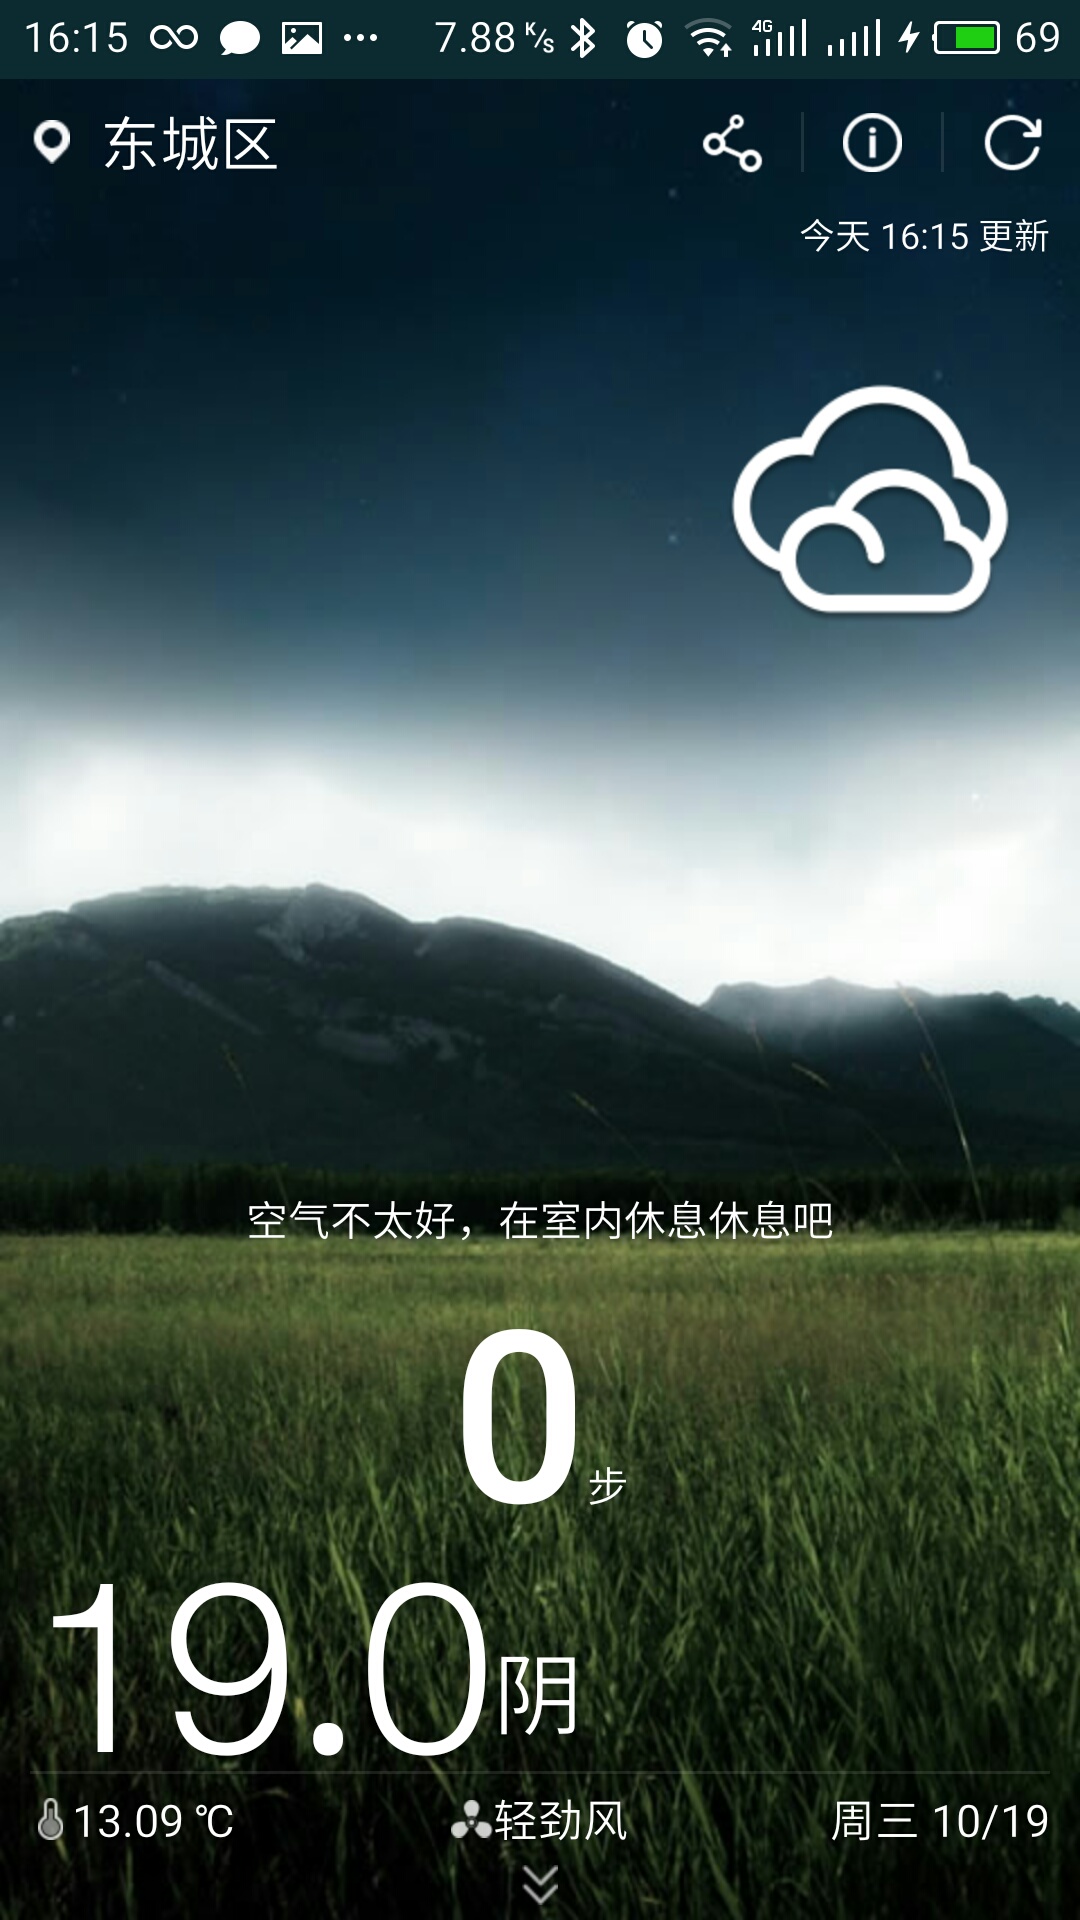 16:15 ••• 7.88 K/s 4G 69
东城区
今天 16:15 更新
空气不太好，在室内休息休息吧
0步
19.0阴
13.09 ℃ 轻劲风 周三 10/19